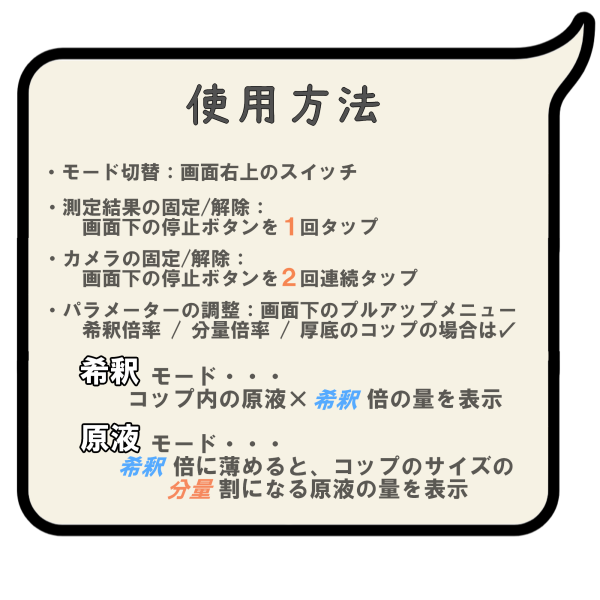 使用方法
・モード切替：画面右上のスイッチ
・測定結果の固定/解除：
画面下の停止ボタンを1回タップ
・カメラの固定/解除：
画面下の停止ボタンを2回連続タップ
・パラメーターの調整：画面下のプルアップメニュー
希釈倍率 / 分量倍率 / 厚底のコップの場合は✓
希釈 モード・・・
コップ内の原液×希釈 倍の量を表示
原液 モード・・・
希釈 倍に薄めると、コップのサイズの
分量 割になる原液の量を表示